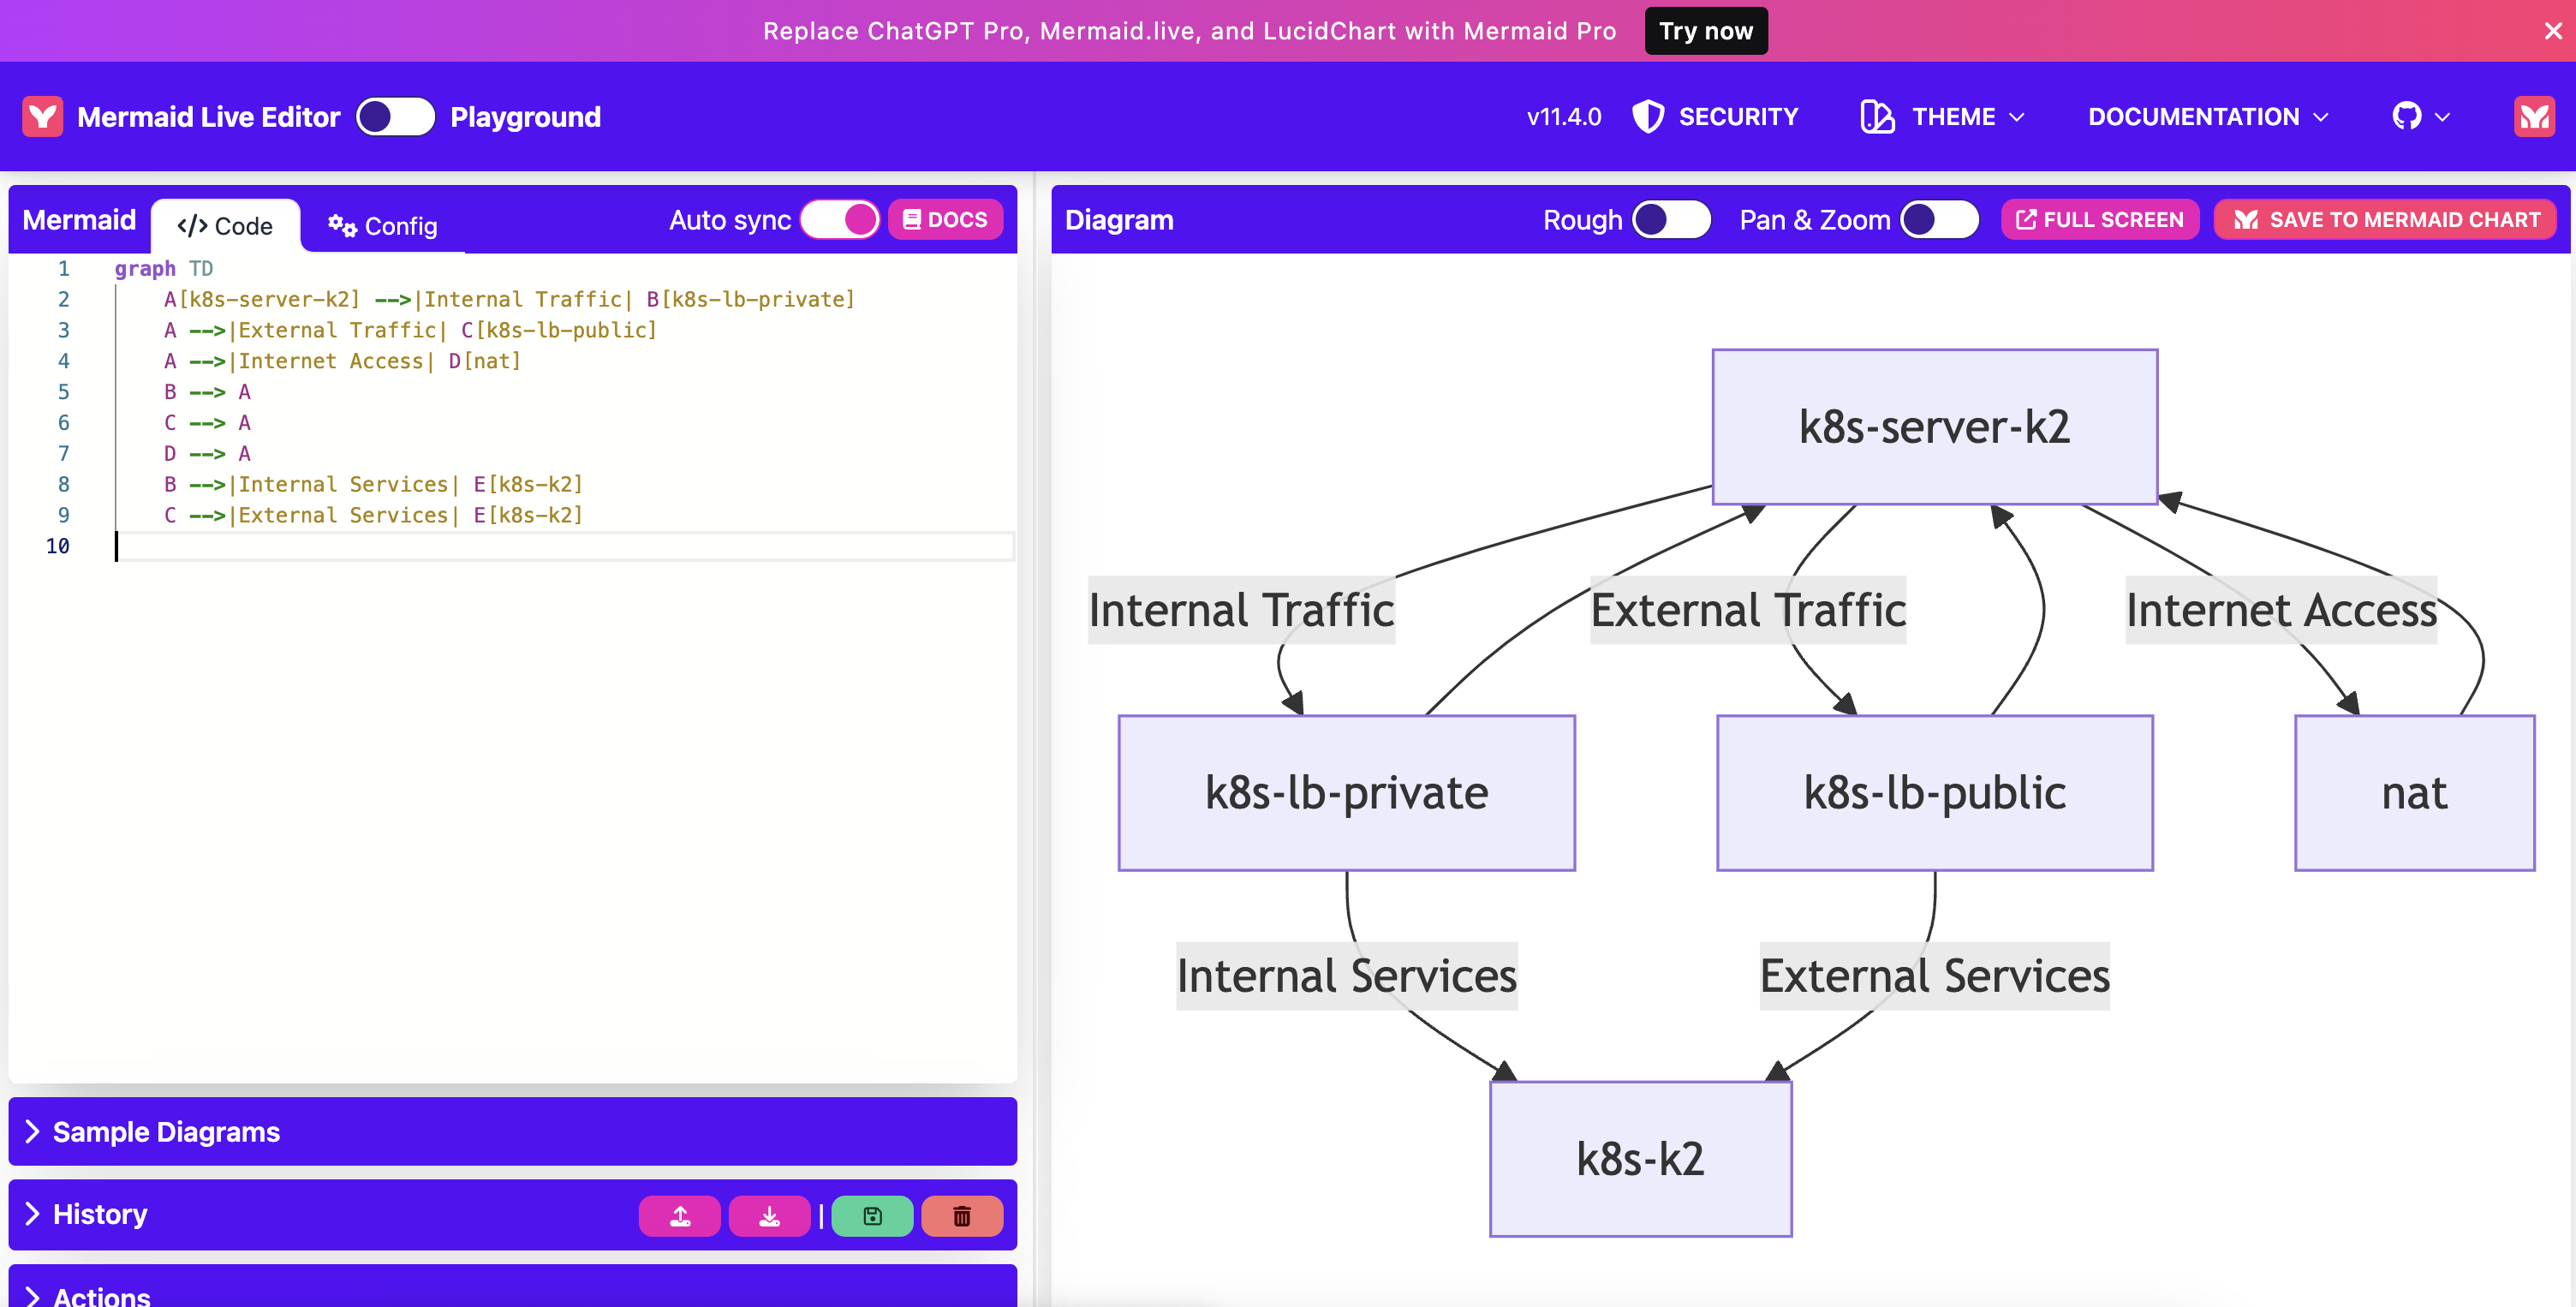 Replace ChatGPT Pro, Mermaid.live, and LucidChart with Mermaid Pro Try now
Mermaid Live Editor Playground v11.4.0 SECURITY THEME DOCUMENTATION
Mermaid Code Config Auto sync DOCS
1 graph TD
2 A[k8s-server-k2] -->|Internal Traffic| B[k8s-lb-private]
3 A -->|External Traffic| C[k8s-lb-public]
4 A -->|Internet Access| D[nat]
5 B --> A
6 C --> A
7 D --> A
8 B -->|Internal Services| E[k8s-k2]
9 C -->|External Services| E[k8s-k2]
10
Sample Diagrams
History
Actions
Diagram Rough Pan & Zoom FULL SCREEN SAVE TO MERMAID CHART
k8s-server-k2
Internal Traffic External Traffic Internet Access
k8s-lb-private k8s-lb-public nat
Internal Services External Services
k8s-k2